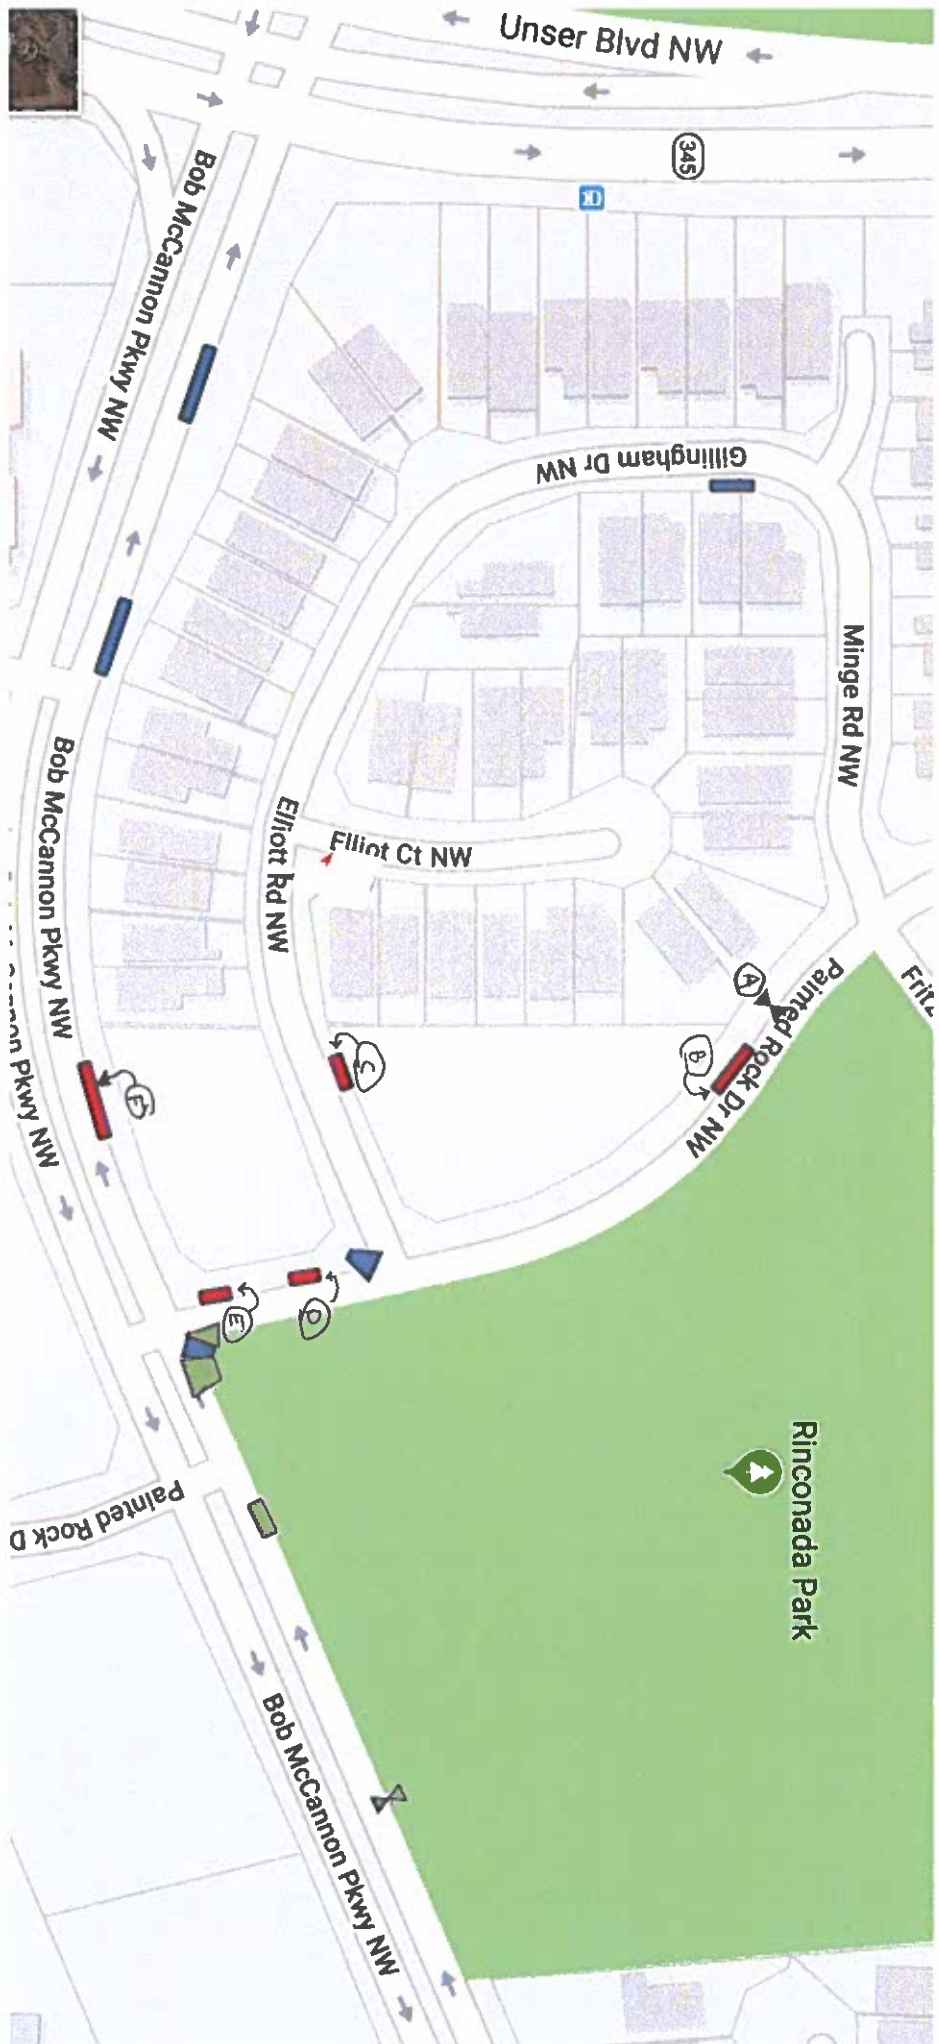 Unser Blvd NW
345
Bob McCannon Pkwy NW
Gillingham Dr NW
Minge Rd NW
Bob McCannon Pkwy NW
Elliott Rd NW
Elliot Ct NW
Painted Rock Dr NW
A
B
C
D
E
F
Pkwy NW
Rinconada Park
Painted Rock D
Bob McCannon Pkwy NW